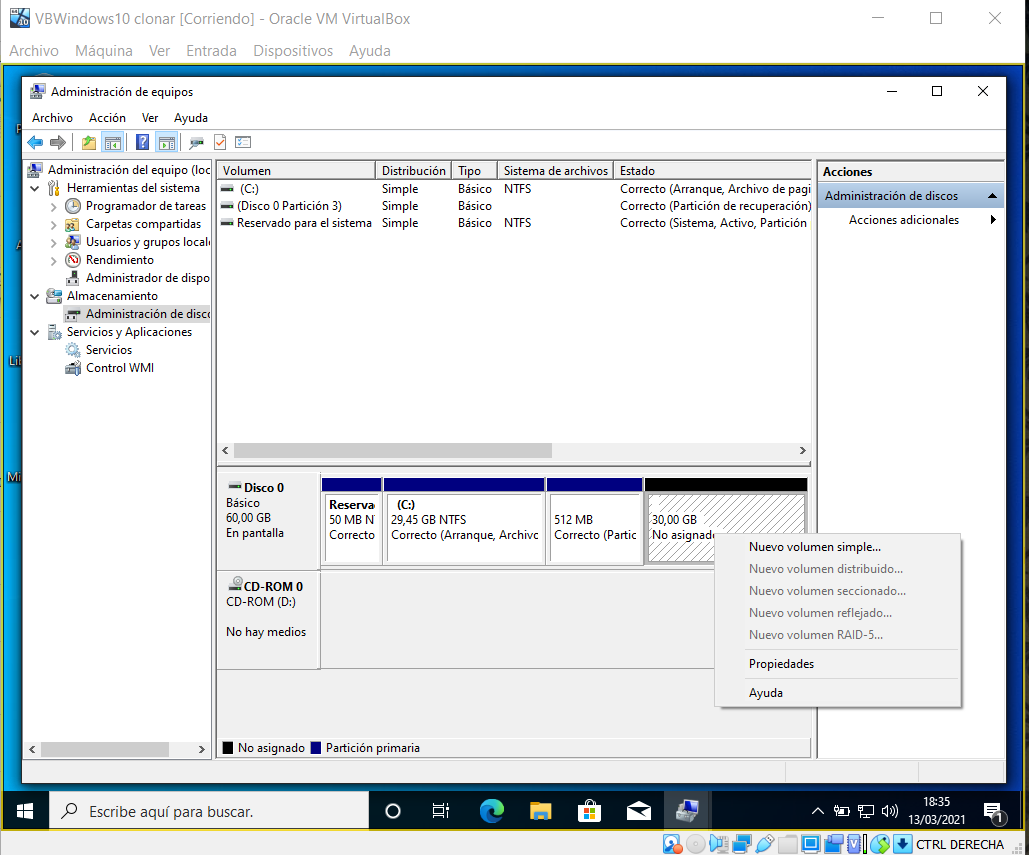 VBWindows10 clonar [Corriendo] - Oracle VM VirtualBox
Archivo Máquina Ver Entrada Dispositivos Ayuda
Administración de equipos
Archivo Acción Ver Ayuda
Administración del equipo (loc
Herramientas del sistema
Programador de tareas
Carpetas compartidas
Usuarios y grupos local
Rendimiento
Administrador de dispo
Almacenamiento
Administración de disco
Servicios y Aplicaciones
Servicios
Control WMI
Volumen Distribución Tipo Sistema de archivos Estado
(C:) Simple Básico NTFS Correcto (Arranque, Archivo de pagi
(Disco 0 Partición 3) Simple Básico Correcto (Partición de recuperación)
Reservado para el sistema Simple Básico NTFS Correcto (Sistema, Activo, Partición
Disco 0
Básico
60,00 GB
En pantalla
Reserva
50 MB N
Correcto
(C:)
29,45 GB NTFS
Correcto (Arranque, Archivo
512 MB
Correcto (Partic
30,00 GB
No asignado
CD-ROM 0
CD-ROM (D:)
No hay medios
No asignado Partición primaria
Nuevo volumen simple...
Nuevo volumen distribuido...
Nuevo volumen seccionado...
Nuevo volumen reflejado...
Nuevo volumen RAID-5...
Propiedades
Ayuda
Acciones
Administración de discos
Acciones adicionales
Lil
Mi
Escribe aquí para buscar.
18:35
13/03/2021
1
CTRL DERECHA